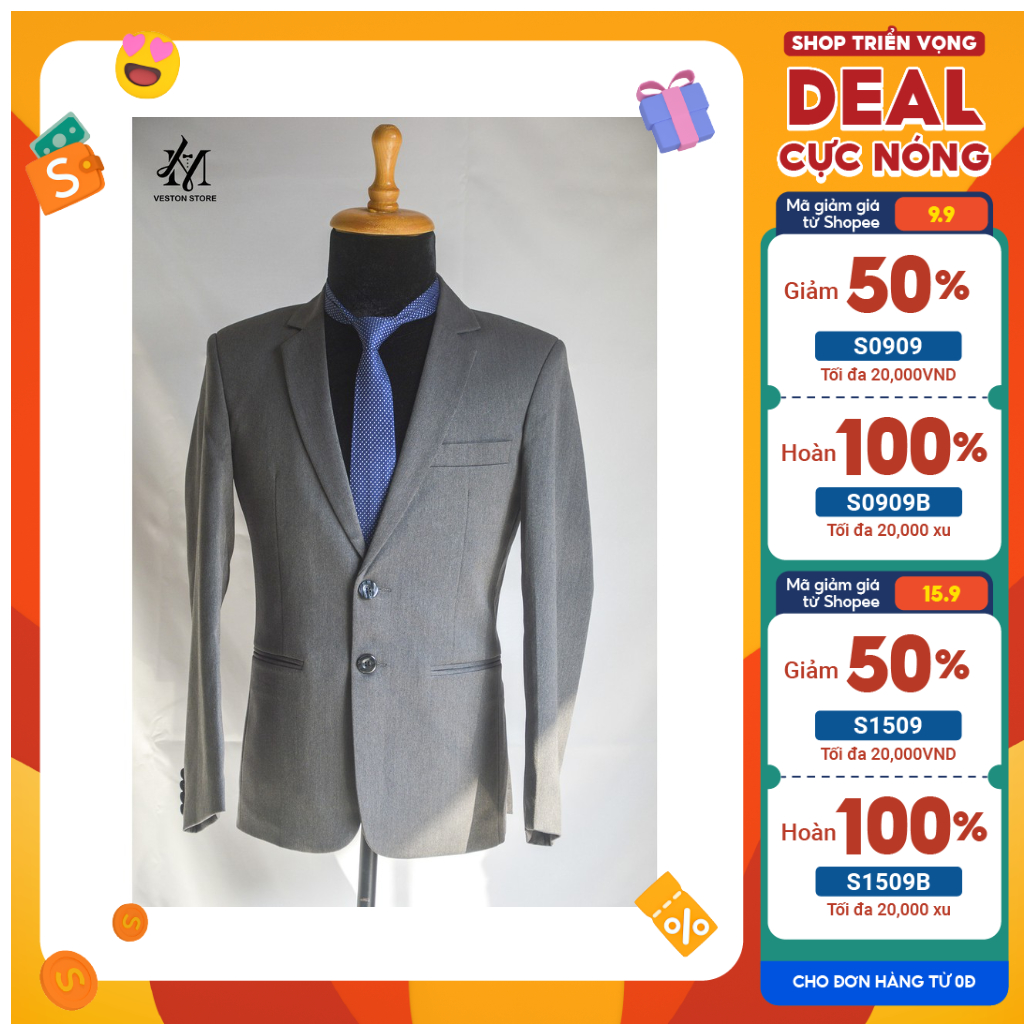 VESTON STORE
SHOP TRIỂN VỌNG
DEAL
CỰC NÓNG
Mã giảm giá
từ Shopee
9.9
Giảm 50%
S0909
Tối đa 20,000VND
Hoàn 100%
S0909B
Tối đa 20,000 xu
Mã giảm giá
từ Shopee
15.9
Giảm 50%
S1509
Tối đa 20,000VND
Hoàn 100%
S1509B
Tối đa 20,000 xu
CHO ĐƠN HÀNG TỪ 0Đ